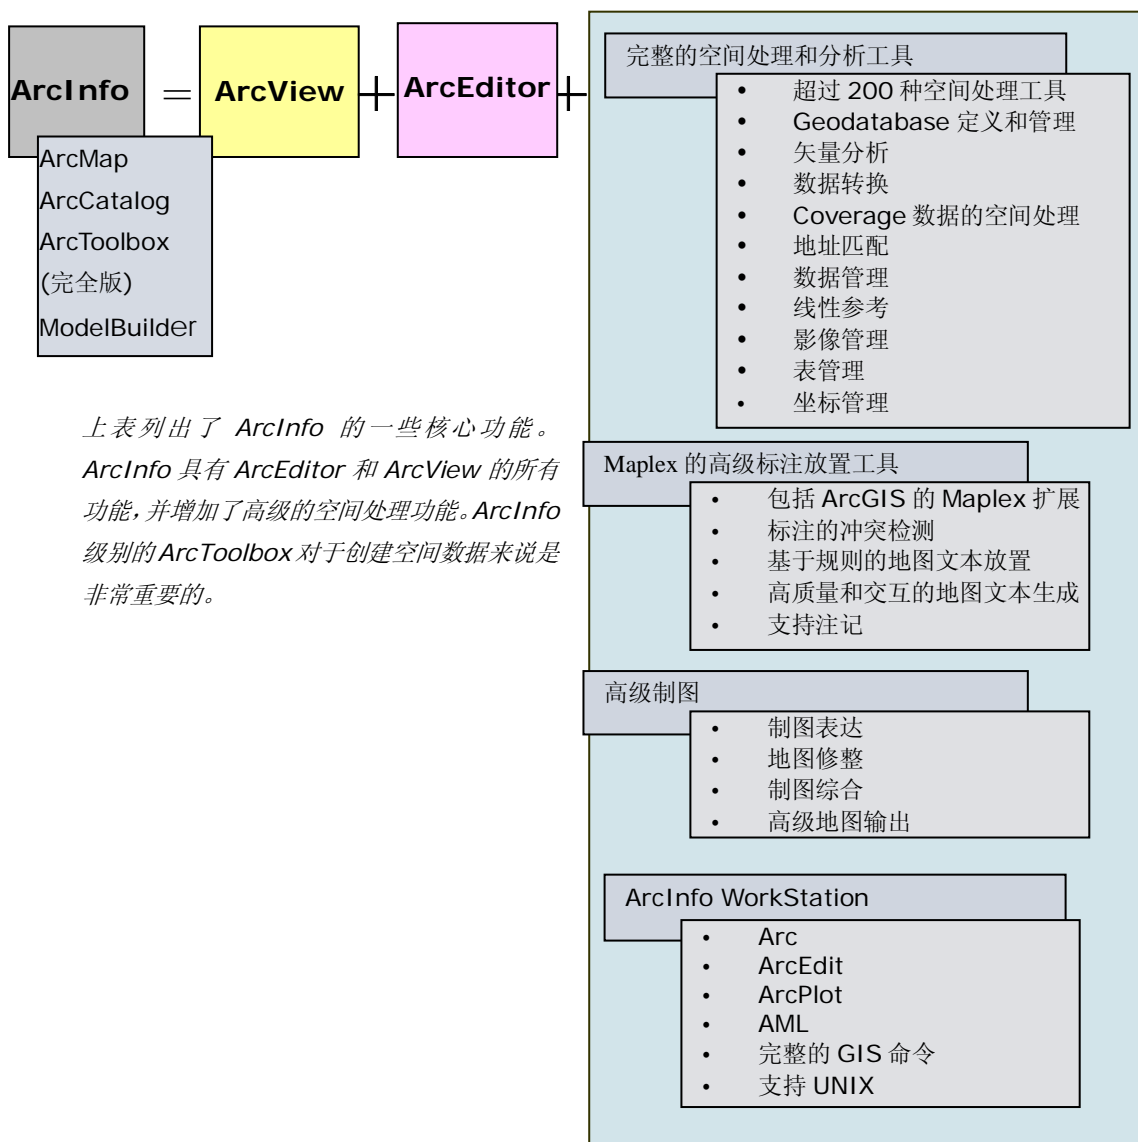 ArcInfo = ArcView + ArcEditor +
ArcMap
ArcCatalog
ArcToolbox
(完全版)
ModelBuilder
上表列出了 ArcInfo 的一些核心功能。
ArcInfo 具有 ArcEditor 和 ArcView 的所有
功能，并增加了高级的空间处理功能。ArcInfo
级别的 ArcToolbox 对于创建空间数据来说是
非常重要的。
完整的空间处理和分析工具
• 超过 200 种空间处理工具
• Geodatabase 定义和管理
• 矢量分析
• 数据转换
• Coverage 数据的空间处理
• 地址匹配
• 数据管理
• 线性参考
• 影像管理
• 表管理
• 坐标管理
Maplex 的高级标注放置工具
• 包括 ArcGIS 的 Maplex 扩展
• 标注的冲突检测
• 基于规则的地图文本放置
• 高质量和交互的地图文本生成
• 支持注记
高级制图
• 制图表达
• 地图修整
• 制图综合
• 高级地图输出
ArcInfo WorkStation
• Arc
• ArcEdit
• ArcPlot
• AML
• 完整的 GIS 命令
• 支持 UNIX